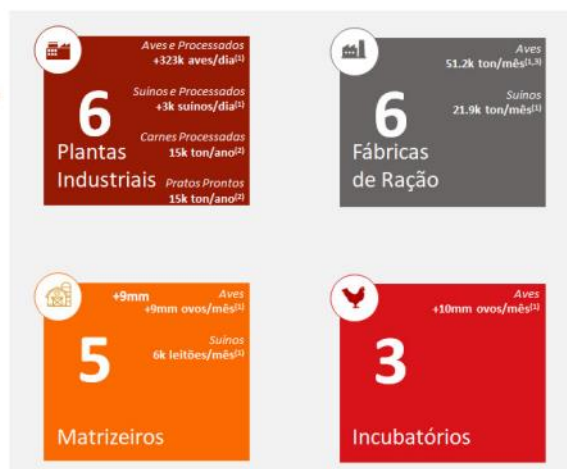 Aves e Processados
+323k aves/dia(1)
Suínos e Processados
+3k suínos/dia(1)
6
Carnes Processadas
15k ton/ano(2)
Plantas
Industriais
Pratos Prontos
15k ton/ano(2)
Aves
51.2k ton/mês(1,3)
Suínos
21.9k ton/mês(1)
6
Fábricas
de Ração
+9mm
Aves
+9mm ovos/mês(1)
Suínos
6k leitões/mês(1)
5
Matrizeiros
Aves
+10mm ovos/mês(1)
3
Incubatórios